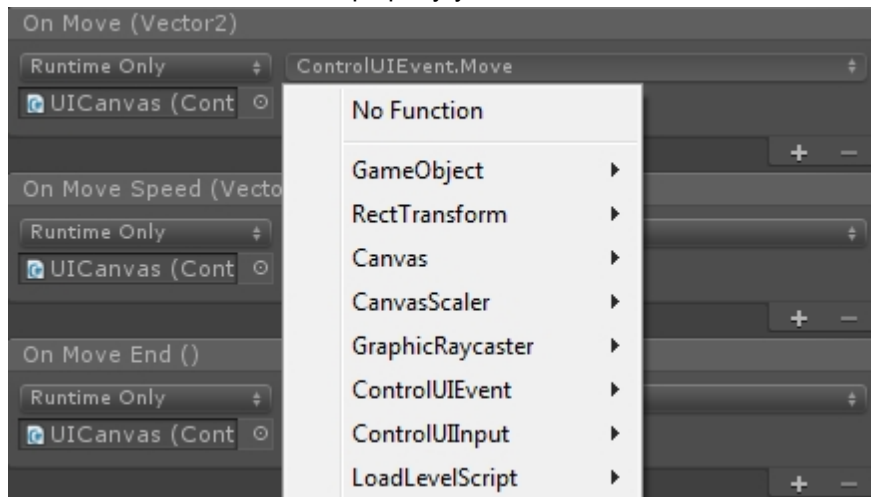 On Move (Vector2)
Runtime Only
ControlUIEvent.Move
UICanvas (Cont
No Function
GameObject
On Move Speed (Vecto
RectTransform
Runtime Only
Canvas
UICanvas (Cont
CanvasScaler
GraphicRaycaster
On Move End ()
ControlUIEvent
Runtime Only
ControlUIInput
UICanvas (Cont
LoadLevelScript